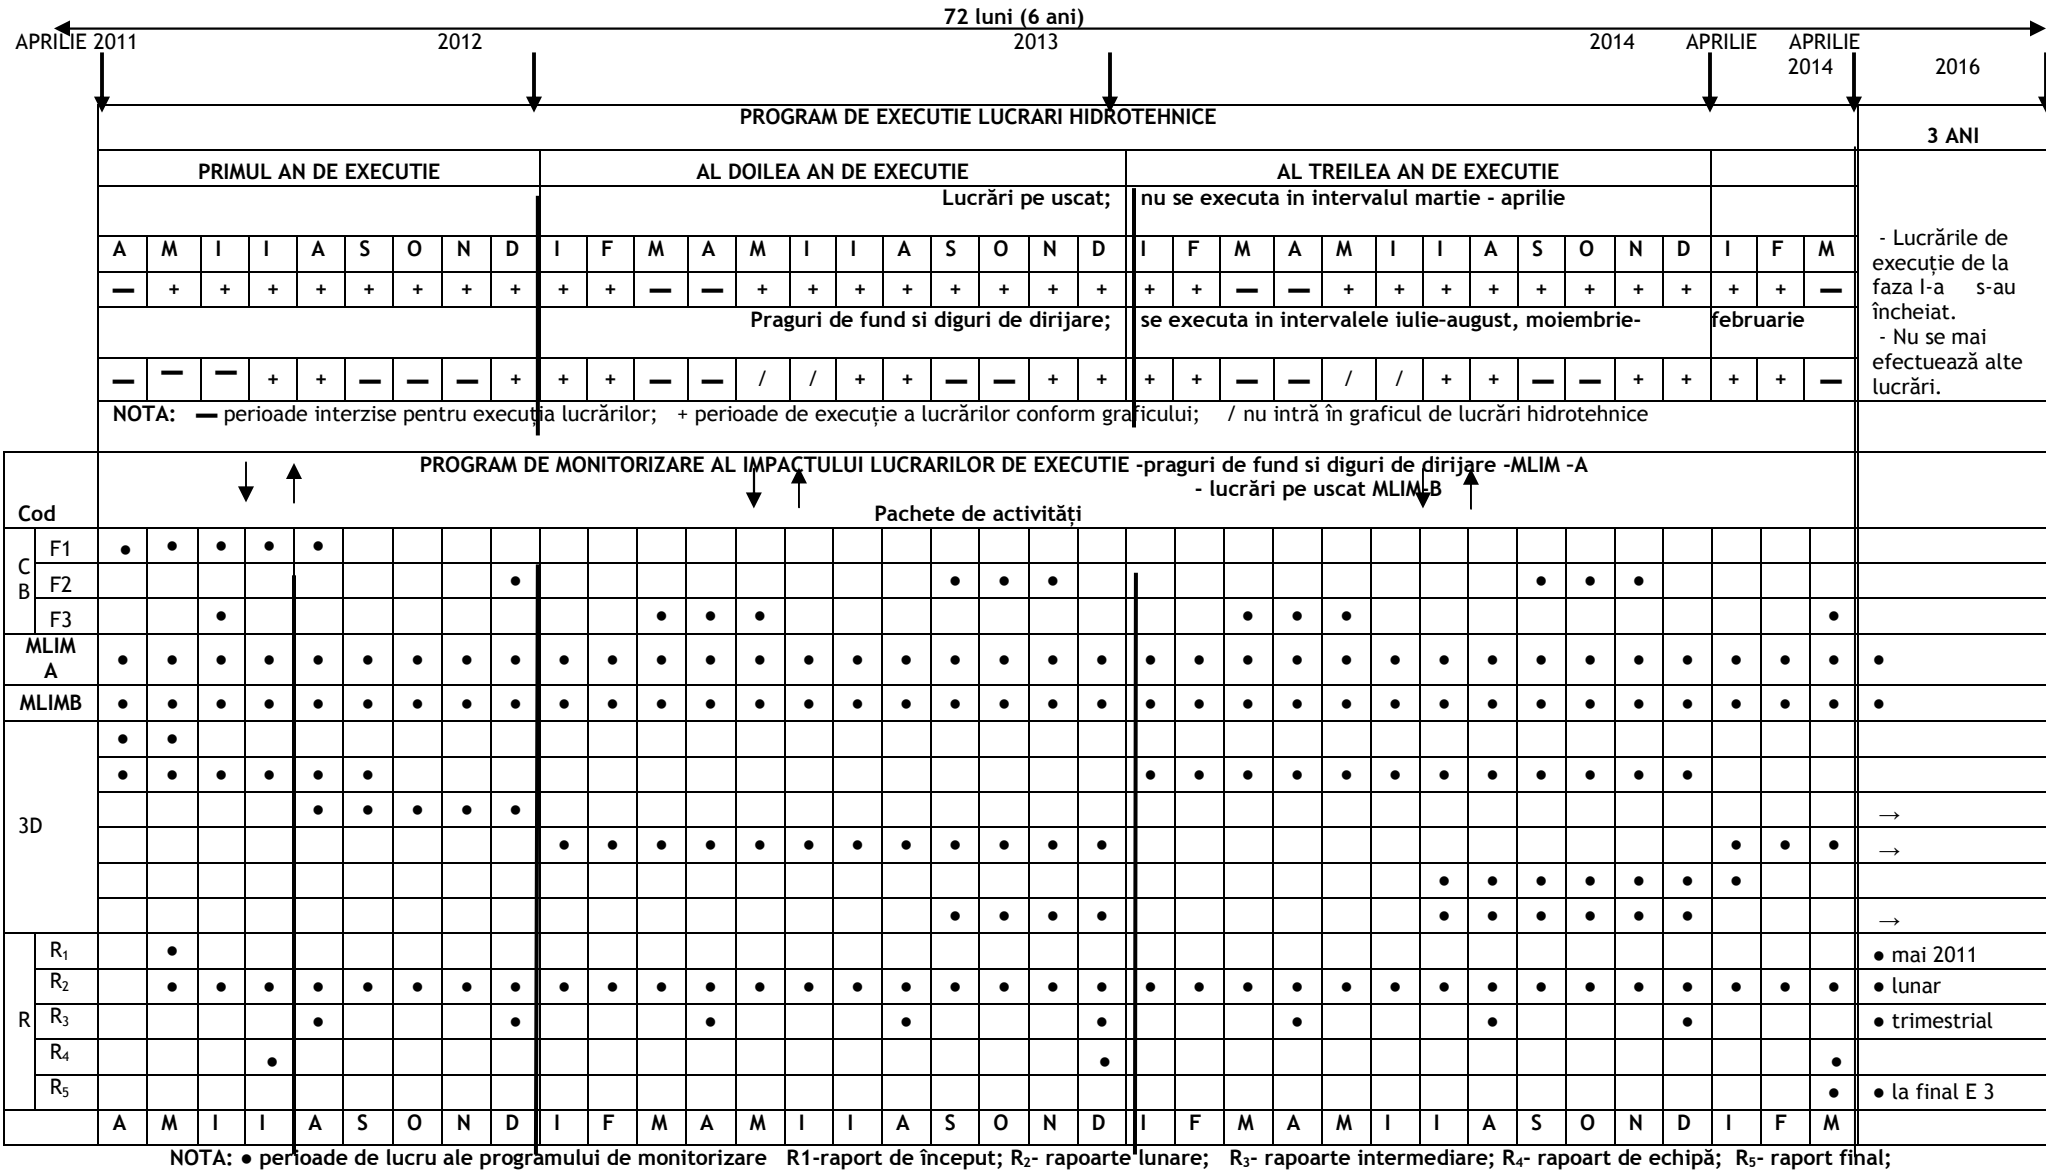 72 luni (6 ani)
APRILIE 2011 2012 2013 2014 APRILIE APRILIE
2014 2016
PROGRAM DE EXECUTIE LUCRARI HIDROTEHNICE
3 ANI
PRIMUL AN DE EXECUTIE AL DOILEA AN DE EXECUTIE AL TREILEA AN DE EXECUTIE
Lucrări pe uscat; nu se executa in intervalul martie - aprilie
A M I I A S O N D I F M A M I I A S O N D I F M A M I I A S O N D I F M
— + + + + + + + + + + — — + + + + + + + + + + — — + + + + + + + + + + —
Praguri de fund si diguri de dirijare; se executa in intervalele iulie-august, moiembrie- februarie
— — — + + — — — + + + — — / / + + — — + + + + — — / / + + — — + + + + —
- Lucrările de
execuție de la
faza I-a s-au
încheiat.
- Nu se mai
efectuează alte
lucrări.
NOTA: — perioade interzise pentru execuția lucrărilor; + perioade de execuție a lucrărilor conform graficului; / nu intră în graficul de lucrări hidrotehnice
PROGRAM DE MONITORIZARE AL IMPACTULUI LUCRARILOR DE EXECUTIE -praguri de fund si diguri de dirijare -MLIM -A
- lucrări pe uscat MLIM-B
Cod Pachete de activități
C B
F1 ● ● ● ● ●
F2 ● ● ● ● ● ● ●
F3 ● ● ● ● ● ● ● ●
MLIM
A ● ● ● ● ● ● ● ● ● ● ● ● ● ● ● ● ● ● ● ● ● ● ● ● ● ● ● ● ● ● ● ● ● ● ● ● ●
MLIMB ● ● ● ● ● ● ● ● ● ● ● ● ● ● ● ● ● ● ● ● ● ● ● ● ● ● ● ● ● ● ● ● ● ● ● ● ●
3D
● ●
● ● ● ● ● ● ● ● ● ● ● ● ● ● ● ● ● ●
● ● ● ● ● →
● ● ● ● ● ● ● ● ● ● ● ● ● ● ● →
● ● ● ● ● ● ●
● ● ● ● ● ● ● ● ● ● →
R
R1 ● ● mai 2011
R2 ● ● ● ● ● ● ● ● ● ● ● ● ● ● ● ● ● ● ● ● ● ● ● ● ● ● ● ● ● ● ● ● ● ● ● ● lunar
R3 ● ● ● ● ● ● ● ● ● trimestrial
R4 ● ● ●
R5 ● ● la final E 3
A M I I A S O N D I F M A M I I A S O N D I F M A M I I A S O N D I F M
NOTA: ● perioade de lucru ale programului de monitorizare R1-raport de început; R2- rapoarte lunare; R3- rapoarte intermediare; R4- rapoart de echipă; R5- raport final;